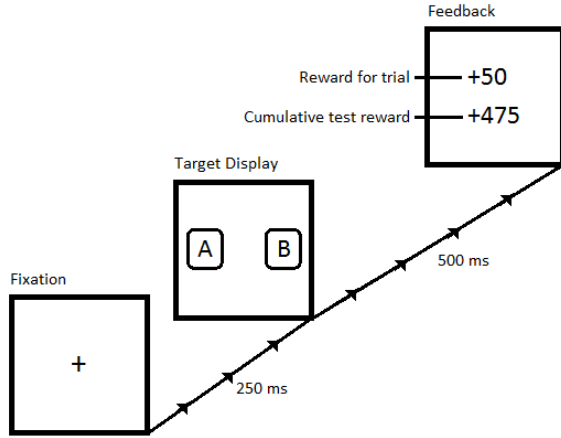 Feedback
Reward for trial
+50
Cumulative test reward
+475
Target Display
A B
500 ms
Fixation
+
250 ms